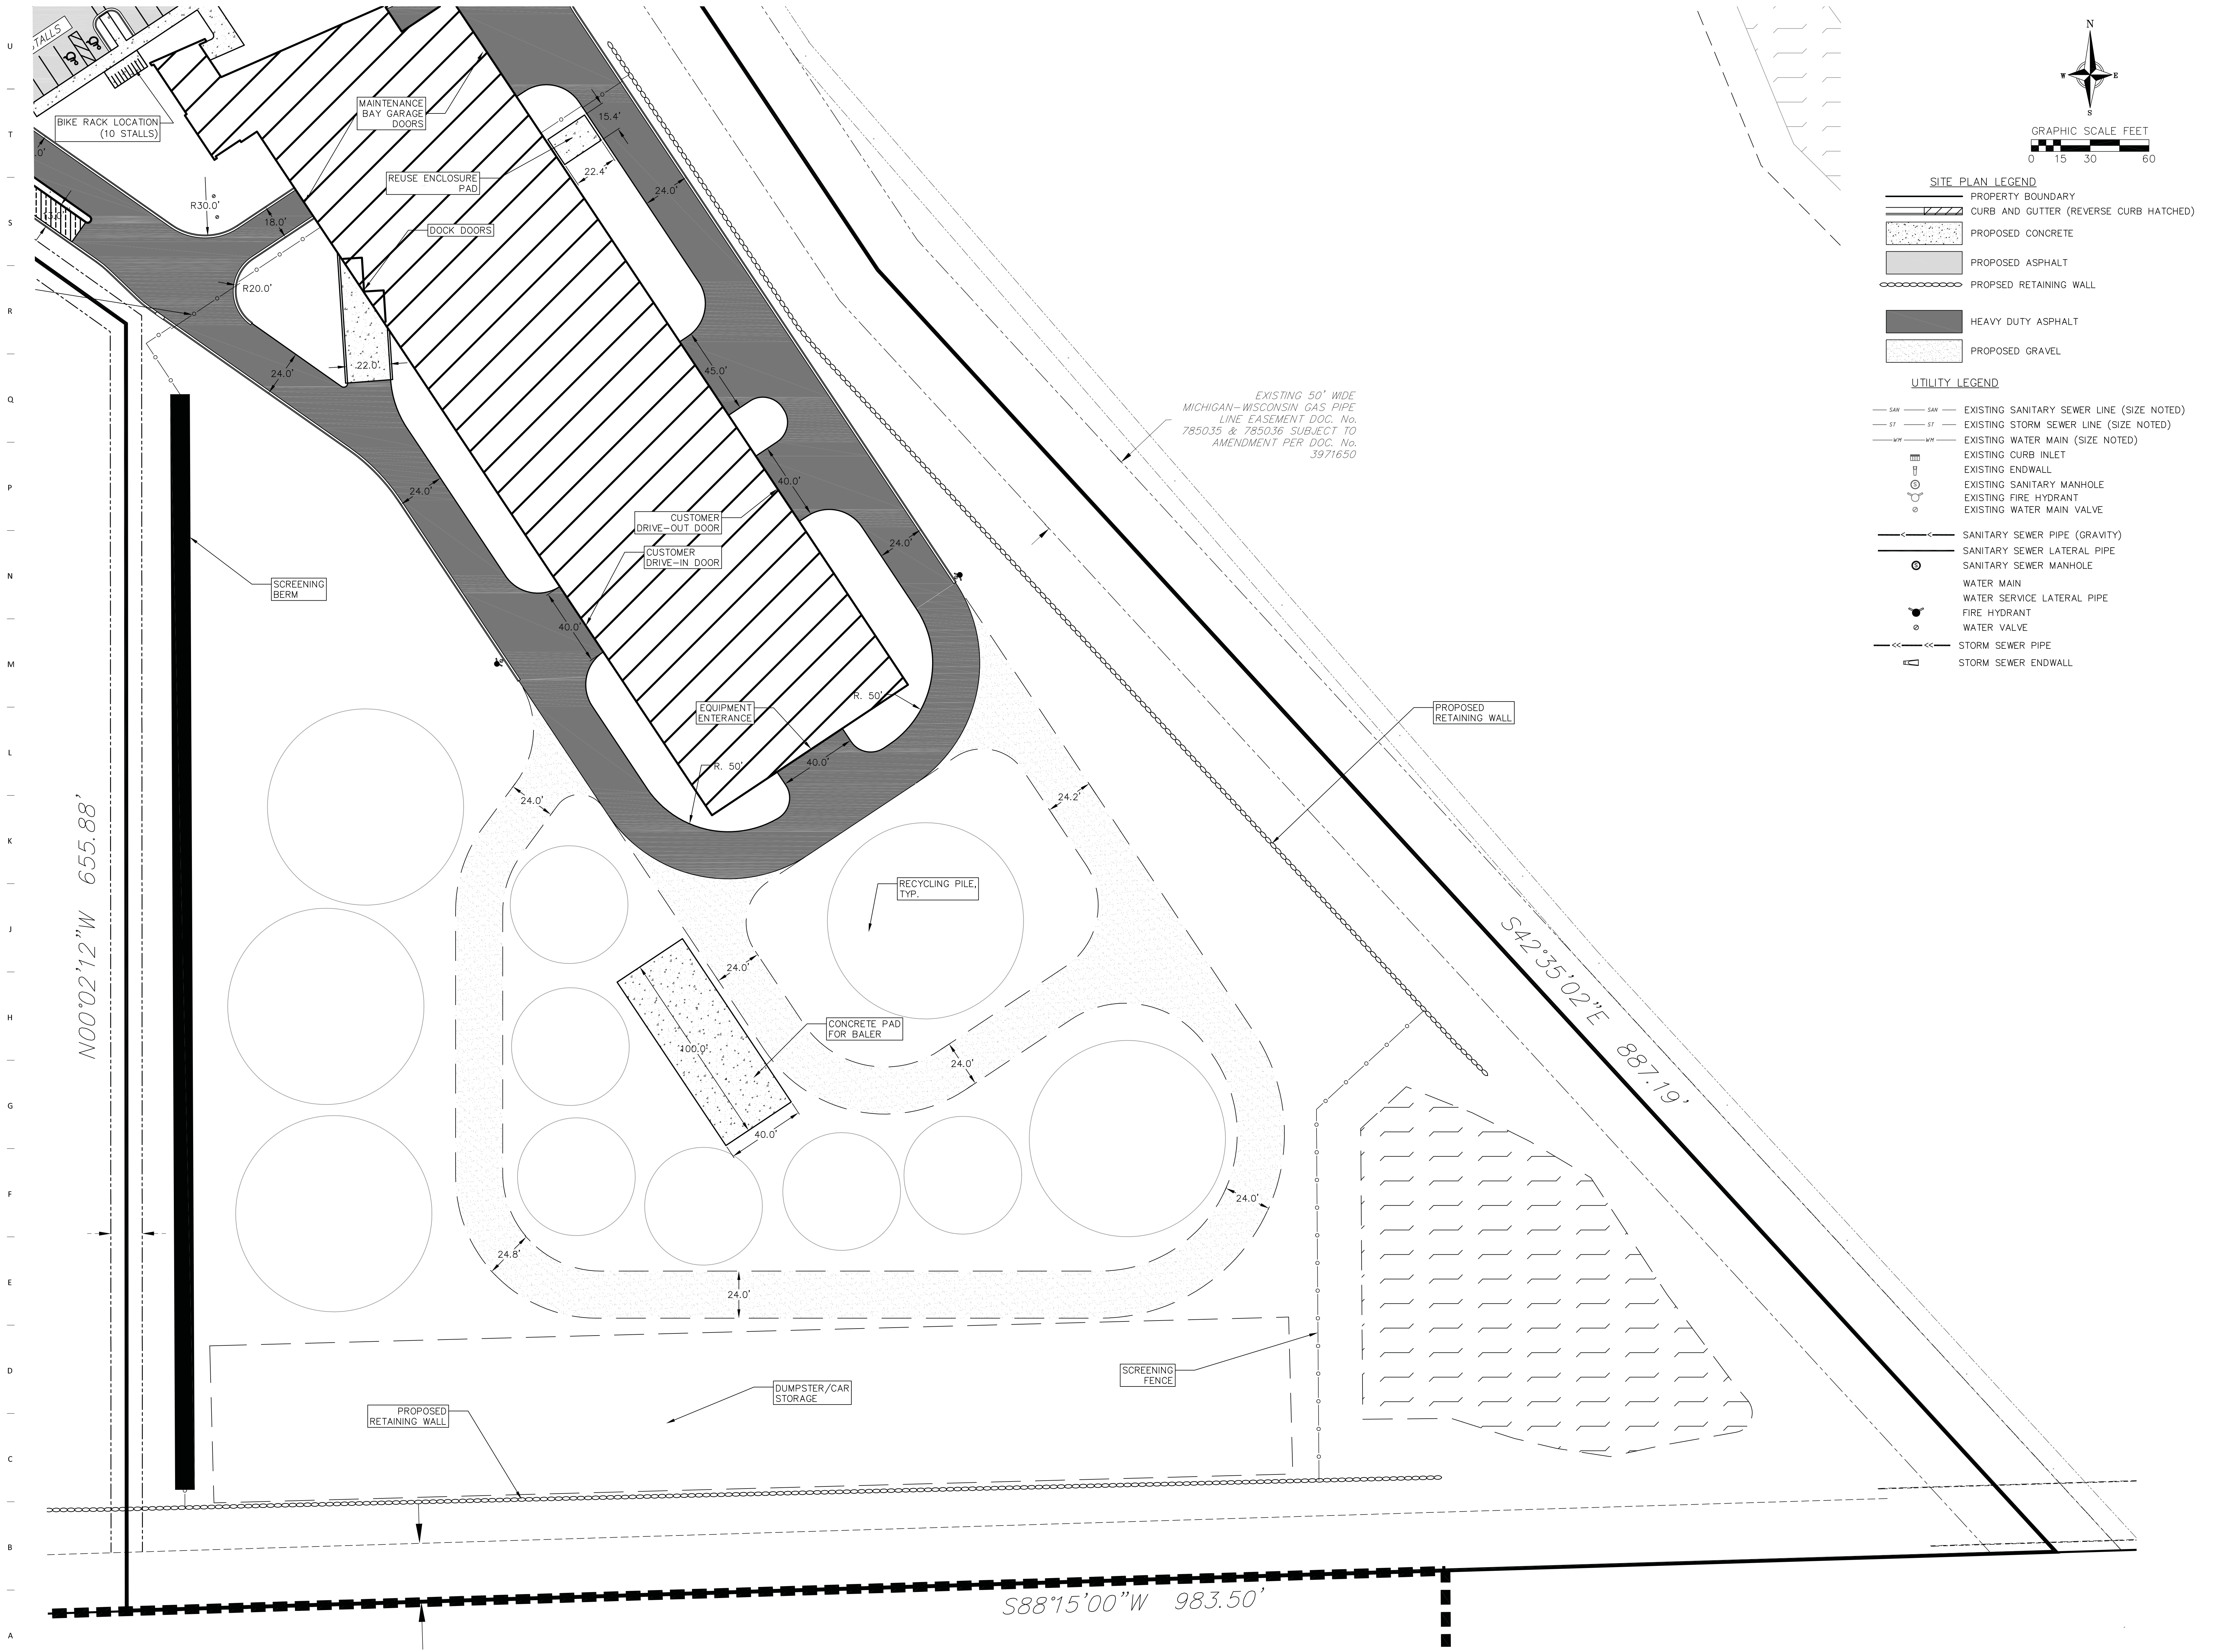 U
T
S
R
Q
P
N
M
L
K
J
H
G
F
E
D
C
B
A
STALLS
BIKE RACK LOCATION
(10 STALLS)
MAINTENANCE
BAY GARAGE
DOORS
15.4'
REUSE ENCLOSURE
PAD
22.4'
24.0'
R30.0'
18.0'
DOCK DOORS
R20.0'
22.0'
24.0'
45.0'
24.0'
40.0'
CUSTOMER
DRIVE-OUT DOOR
CUSTOMER
DRIVE-IN DOOR
24.0'
40.0'
SCREENING
BERM
EXISTING 50' WIDE
MICHIGAN-WISCONSIN GAS PIPE
LINE EASEMENT DOC. No.
785035 & 785036 SUBJECT TO
AMENDMENT PER DOC. No.
3971650
EQUIPMENT
ENTRANCE
R. 50'
R. 50'
40.0'
PROPOSED
RETAINING WALL
24.0'
24.2'
RECYCLING PILE,
TYP.
24.0'
CONCRETE PAD
FOR BALER
100.0'
24.0'
40.0'
24.0'
24.8'
24.0'
N00°02'12"W 655.88'
S42°35'02"E 887.19'
SCREENING
FENCE
DUMPSTER/CAR
STORAGE
PROPOSED
RETAINING WALL
S88°15'00"W 983.50'
N
W E
S
GRAPHIC SCALE FEET
0 15 30 60
SITE PLAN LEGEND
PROPERTY BOUNDARY
CURB AND GUTTER (REVERSE CURB HATCHED)
PROPOSED CONCRETE
PROPOSED ASPHALT
PROPSED RETAINING WALL
HEAVY DUTY ASPHALT
PROPOSED GRAVEL
UTILITY LEGEND
SAN SAN EXISTING SANITARY SEWER LINE (SIZE NOTED)
ST ST EXISTING STORM SEWER LINE (SIZE NOTED)
WM WM EXISTING WATER MAIN (SIZE NOTED)
EXISTING CURB INLET
EXISTING ENDWALL
S EXISTING SANITARY MANHOLE
EXISTING FIRE HYDRANT
EXISTING WATER MAIN VALVE
SANITARY SEWER PIPE (GRAVITY)
SANITARY SEWER LATERAL PIPE
S SANITARY SEWER MANHOLE
WATER MAIN
WATER SERVICE LATERAL PIPE
FIRE HYDRANT
WATER VALVE
STORM SEWER PIPE
STORM SEWER ENDWALL